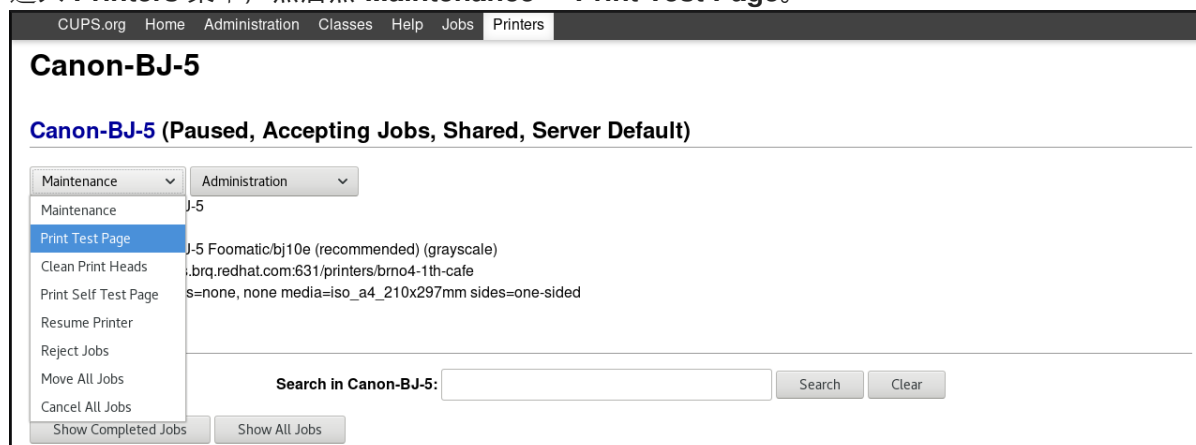 CUPS.org Home Administration Classes Help Jobs Printers
Canon-BJ-5
Canon-BJ-5 (Paused, Accepting Jobs, Shared, Server Default)
Maintenance Administration
Maintenance J-5
Print Test Page
J-5 Foomatic/bj10e (recommended) (grayscale)
Clean Print Heads
.brq.redhat.com:631/printers/brno4-1th-cafe
Print Self Test Page s=none, none media=iso_a4_210x297mm sides=one-sided
Resume Printer
Reject Jobs
Move All Jobs
Search in Canon-BJ-5: Search Clear
Cancel All Jobs
Show Completed Jobs Show All Jobs